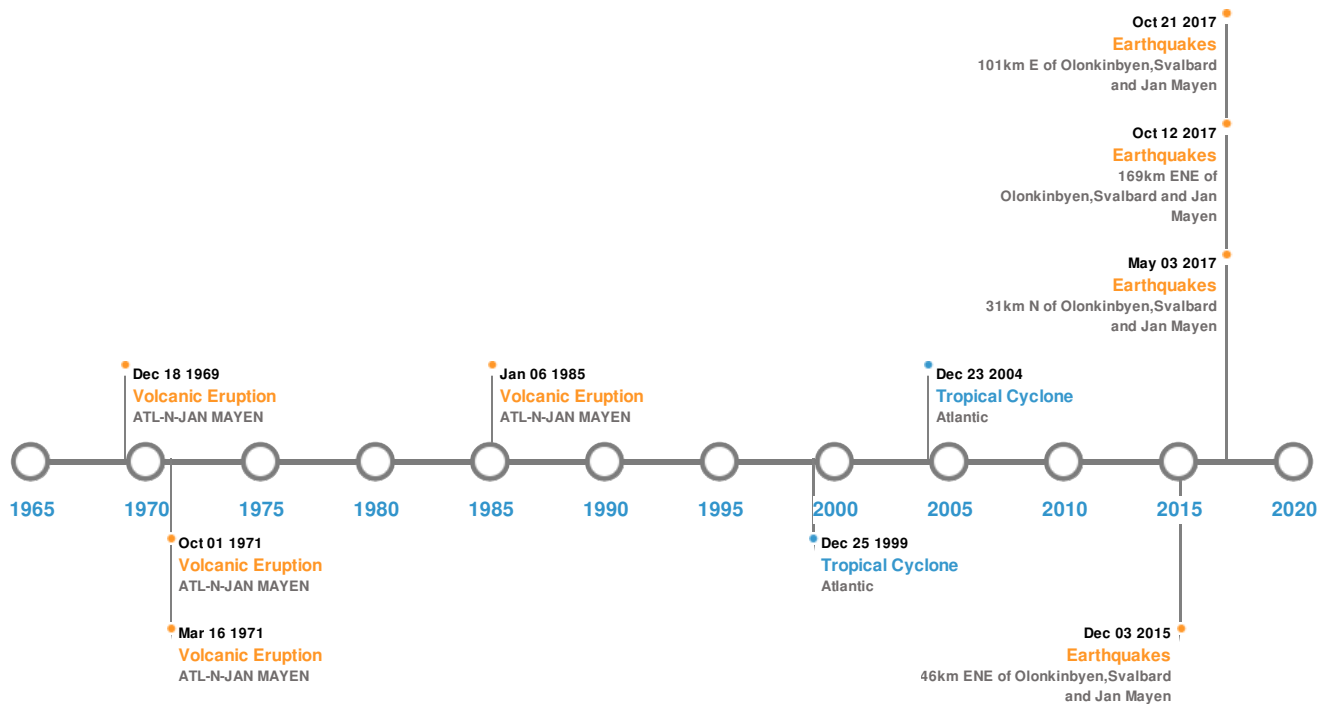 Oct 21 2017
Earthquakes
101km E of Olonkinbyen,Svalbard
and Jan Mayen
Oct 12 2017
Earthquakes
169km ENE of
Olonkinbyen,Svalbard and Jan
Mayen
May 03 2017
Earthquakes
31km N of Olonkinbyen,Svalbard
and Jan Mayen
Dec 18 1969
Volcanic Eruption
ATL-N-JAN MAYEN
Jan 06 1985
Volcanic Eruption
ATL-N-JAN MAYEN
Dec 23 2004
Tropical Cyclone
Atlantic
1965 1970 1975 1980 1985 1990 1995 2000 2005 2010 2015 2020
Oct 01 1971
Volcanic Eruption
ATL-N-JAN MAYEN
Dec 25 1999
Tropical Cyclone
Atlantic
Mar 16 1971
Volcanic Eruption
ATL-N-JAN MAYEN
Dec 03 2015
Earthquakes
46km ENE of Olonkinbyen,Svalbard
and Jan Mayen